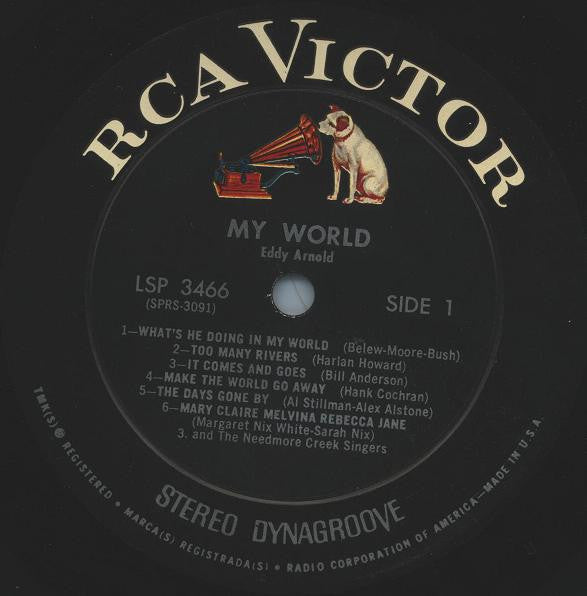 RCA VICTOR
MY WORLD
Eddy Arnold
LSP 3466
(SPRS-3091)
SIDE 1
1—WHAT'S HE DOING IN MY WORLD (Belew-Moore-Bush)
2—TOO MANY RIVERS (Harlan Howard)
3—IT COMES AND GOES (Bill Anderson)
4—MAKE THE WORLD GO AWAY (Hank Cochran)
5—THE DAYS GONE BY (Al Stillman-Alex Alstone)
6—MARY CLAIRE MELVINA REBECCA JANE
(Margaret Nix White-Sarah Nix)
3. and The Needmore Creek Singers
STEREO DYNAGROOVE
TMK(S) ® REGISTERED • MARCA(S) REGISTRADA(S) • RADIO CORPORATION OF AMERICA—MADE IN U.S.A.